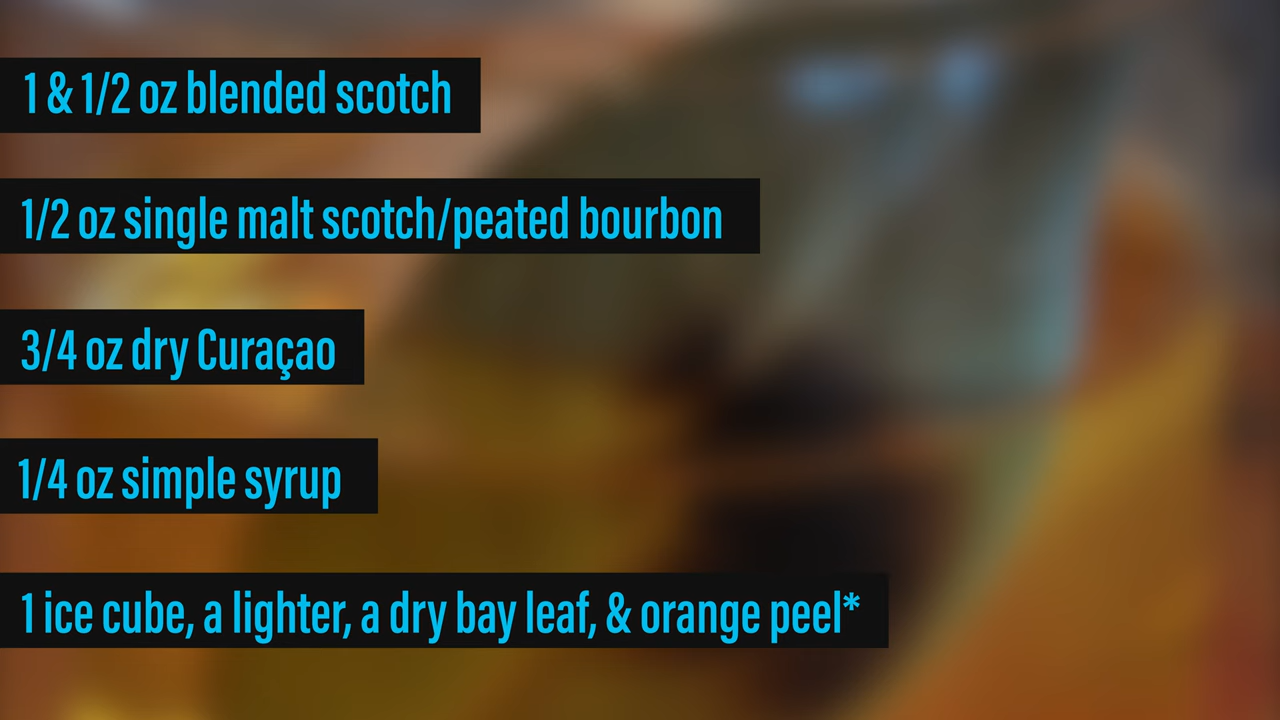 1 & 1/2 oz blended scotch
1/2 oz single malt scotch/peated bourbon
3/4 oz dry Curaçao
1/4 oz simple syrup
1 ice cube, a lighter, a dry bay leaf, & orange peel*